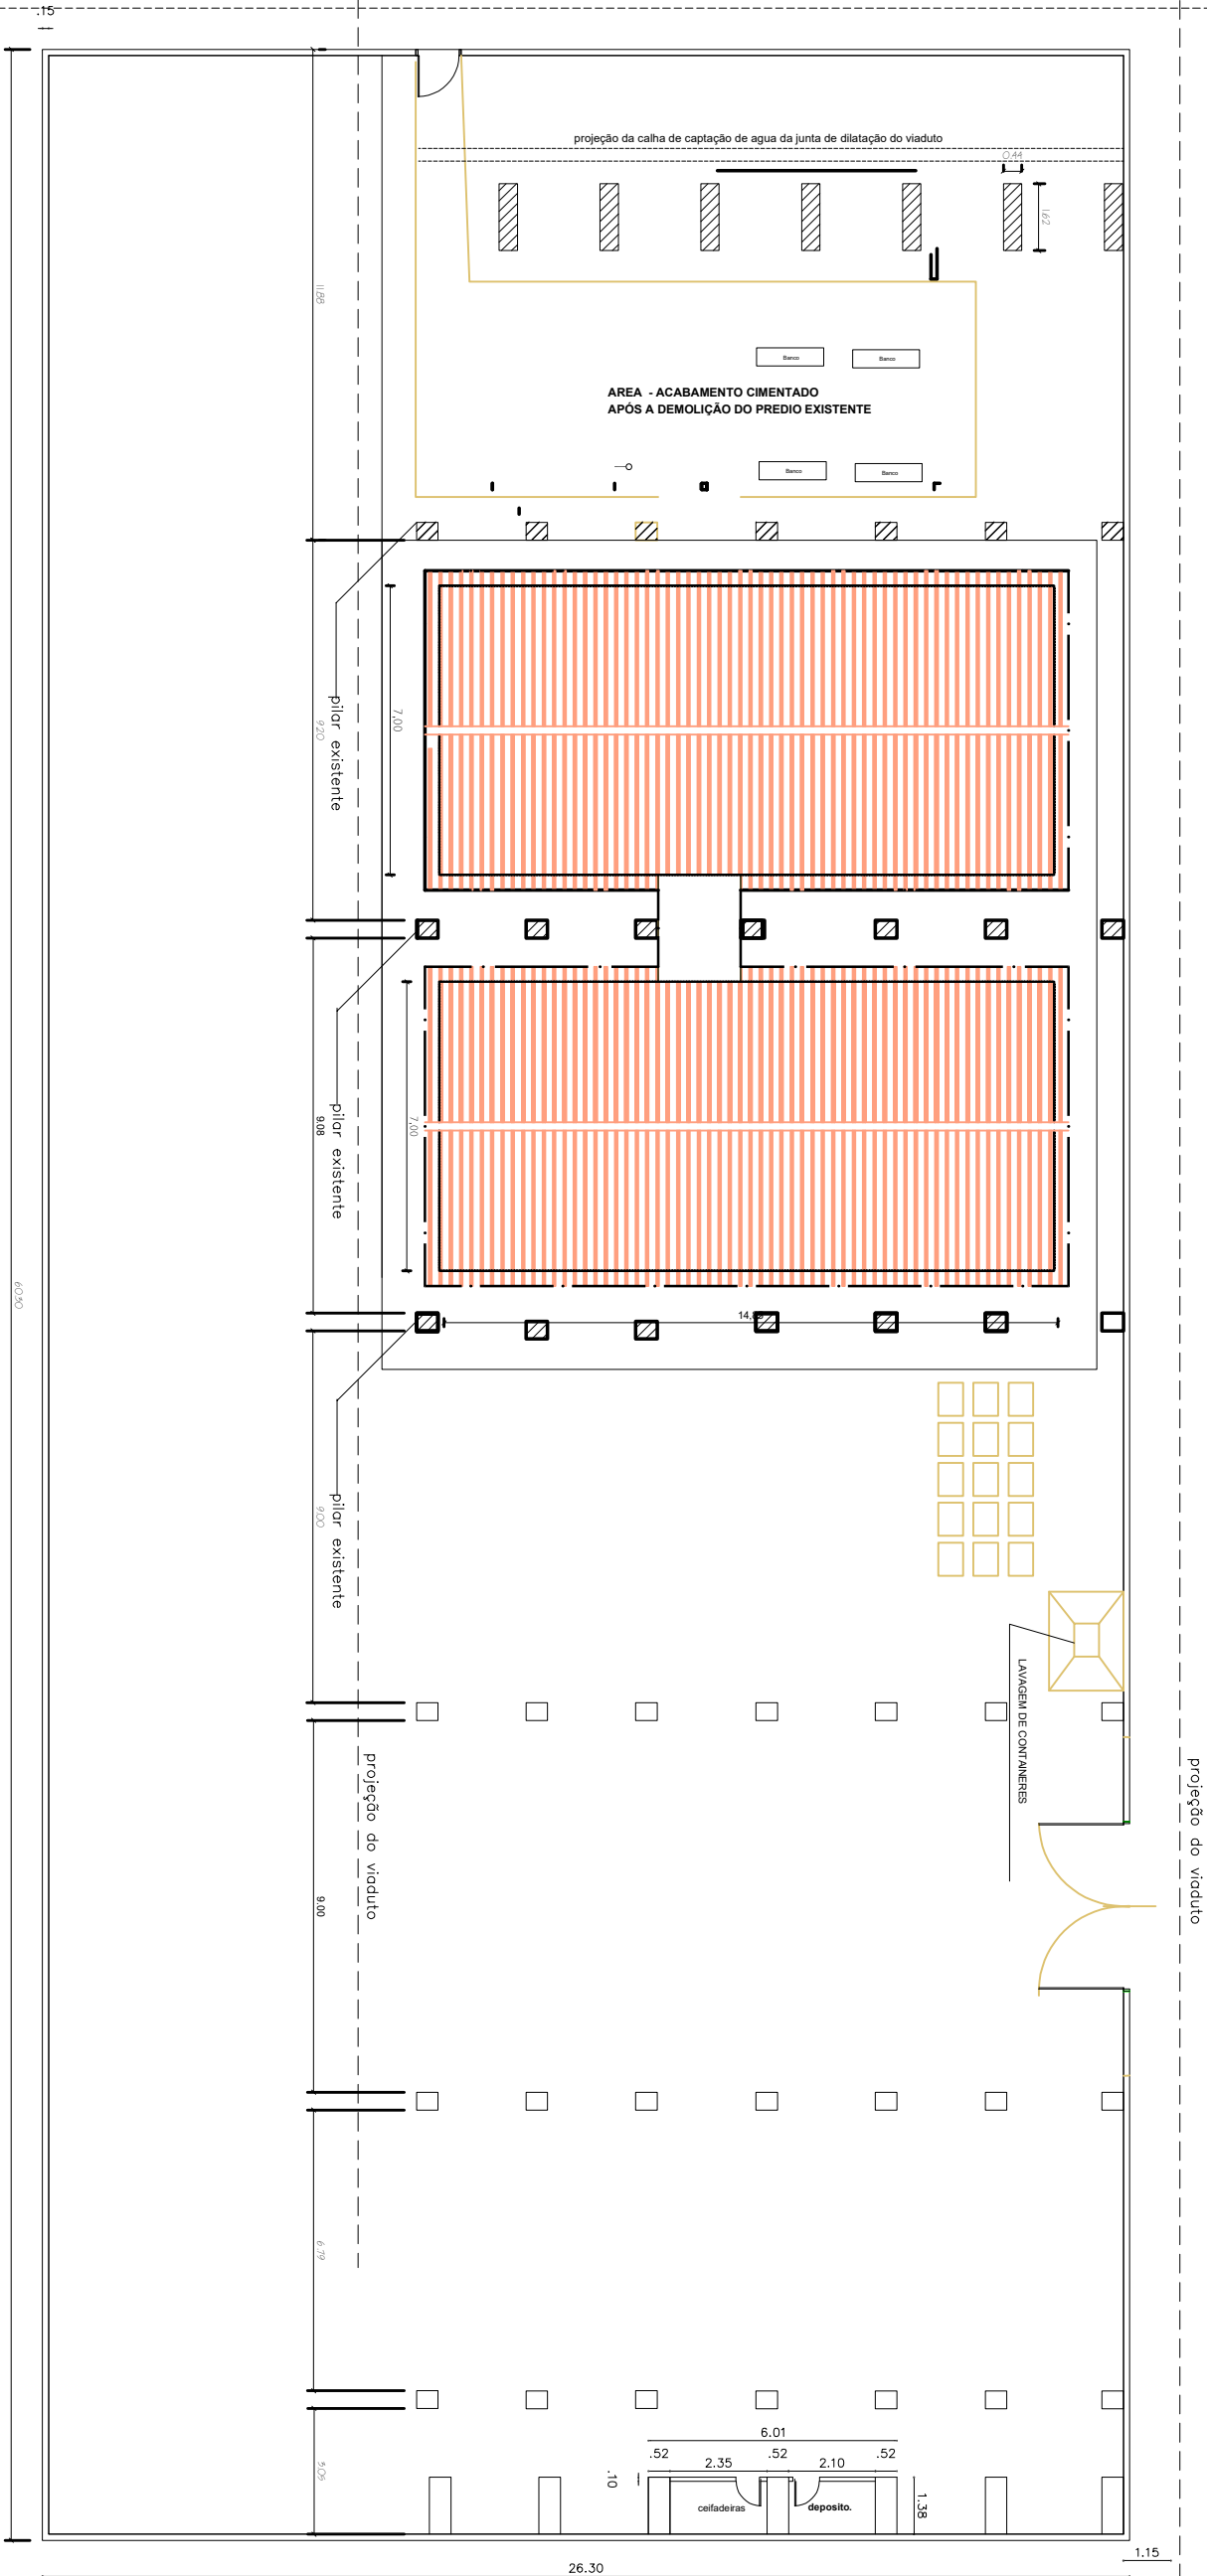 .15
projeção da calha de captação de agua da junta de dilatação do viaduto
0.44
1.62
11.88
Banco
Banco
AREA - ACABAMENTO CIMENTADO
APÓS A DEMOLIÇÃO DO PREDIO EXISTENTE
Banco
Banco
pilar existente
9.20
7,00
pilar existente
9.08
7,00
60.30
14,
pilar existente
9.00
LAVAGEM DE CONTAINERES
projeção do viaduto
projeção do viaduto
9.00
6.79
3.06
6.01
.52
2.35
.52
2.10
.52
.10
ceifadeiras
deposito.
1.38
1.15
26.30